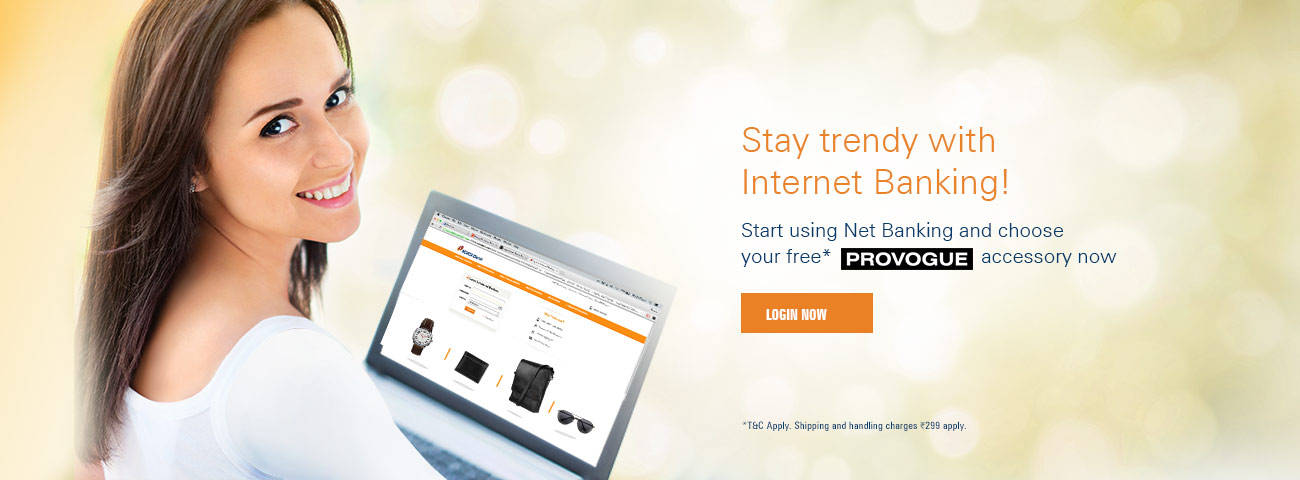 Stay trendy with
Internet Banking!
Start using Net Banking and choose
your free* PROVOGUE accessory now
LOGIN NOW
*T&C Apply. Shipping and handling charges ₹299 apply.